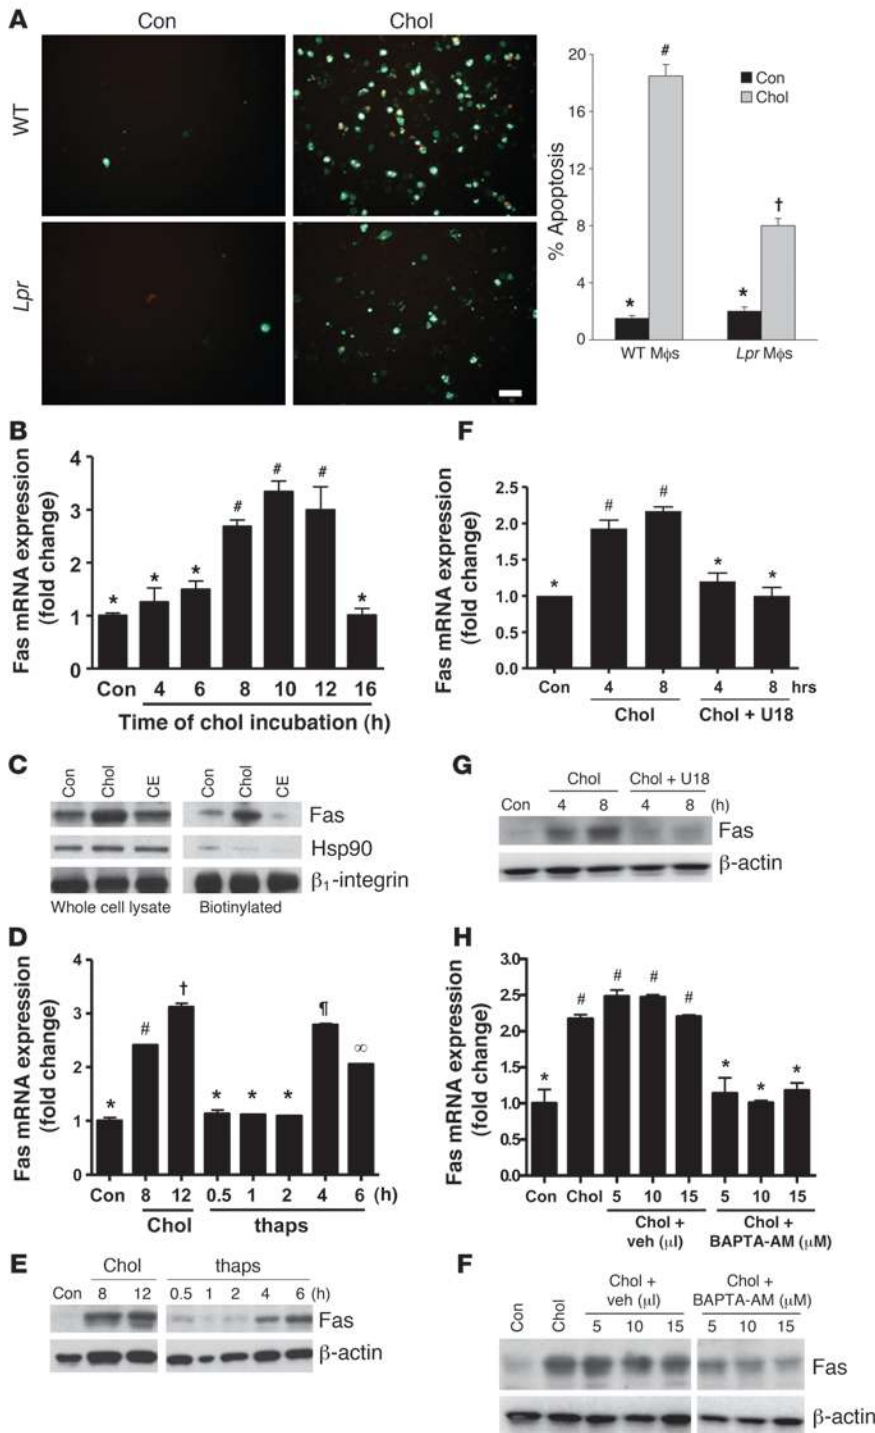 A
Con
Chol
WT
Lpr
% Apoptosis
20
16
12
8
4
0
#
†
*
*
Con
Chol
WT Mϕs
Lpr Mϕs
B
Fas mRNA expression
(fold change)
4
3
2
1
0
* * * # # # *
Con 4 6 8 10 12 16
Time of chol incubation (h)
F
Fas mRNA expression
(fold change)
2.5
2.0
1.5
1.0
0.5
0.0
* # # * *
Con 4 8 4 8 hrs
Chol Chol + U18
C
Con Chol CE Con Chol CE
Fas
Hsp90
β1-integrin
Whole cell lysate Biotinylated
G
Chol Chol + U18
Con 4 8 4 8 (h)
Fas
β-actin
D
Fas mRNA expression
(fold change)
4
3
2
1
0
* # † * * * ¶ ∞
Con 8 12 0.5 1 2 4 6 (h)
Chol thaps
H
Fas mRNA expression
(fold change)
3.0
2.5
2.0
1.5
1.0
0.5
0.0
* # # # # * * *
Con Chol 5 10 15 5 10 15
Chol + Chol +
veh (μl) BAPTA-AM (μM)
E
Chol thaps
Con 8 12 0.5 1 2 4 6 (h)
Fas
β-actin
F
Chol + Chol +
veh (μl) BAPTA-AM (μM)
Con Chol 5 10 15 5 10 15
Fas
β-actin